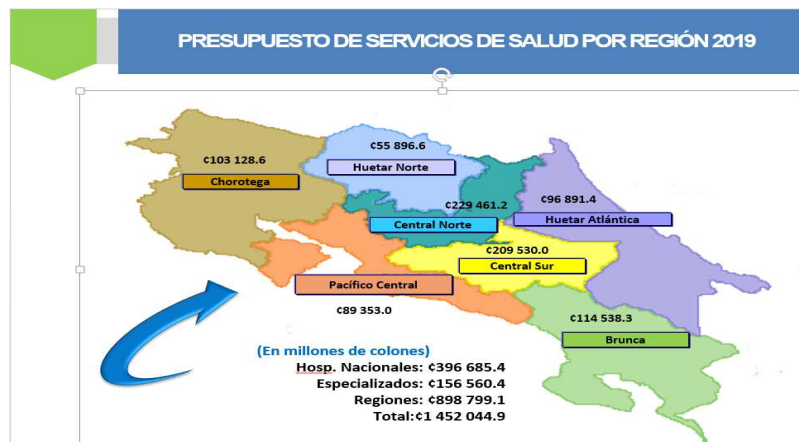 PRESUPUESTO DE SERVICIOS DE SALUD POR REGIÓN 2019
₡103 128.6
Chorotega
₡55 896.6
Huetar Norte
₡229 461.2
Central Norte
₡96 891.4
Huetar Atlántica
₡209 530.0
Central Sur
Pacífico Central
₡89 353.0
₡114 538.3
Brunca
(En millones de colones)
Hosp. Nacionales: ₡396 685.4
Especializados: ₡156 560.4
Regiones: ₡898 799.1
Total:₡1 452 044.9